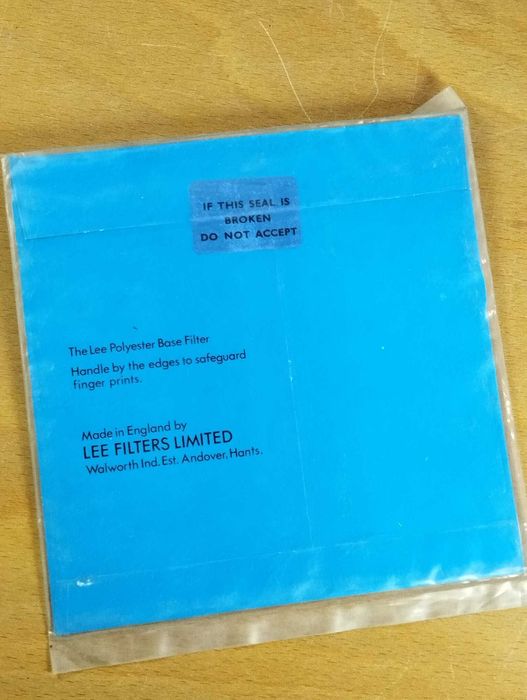 IF THIS SEAL IS
BROKEN
DO NOT ACCEPT
The Lee Polyester Base Filter
Handle by the edges to safeguard
finger prints.
Made in England by
LEE FILTERS LIMITED
Walworth Ind. Est. Andover, Hants.